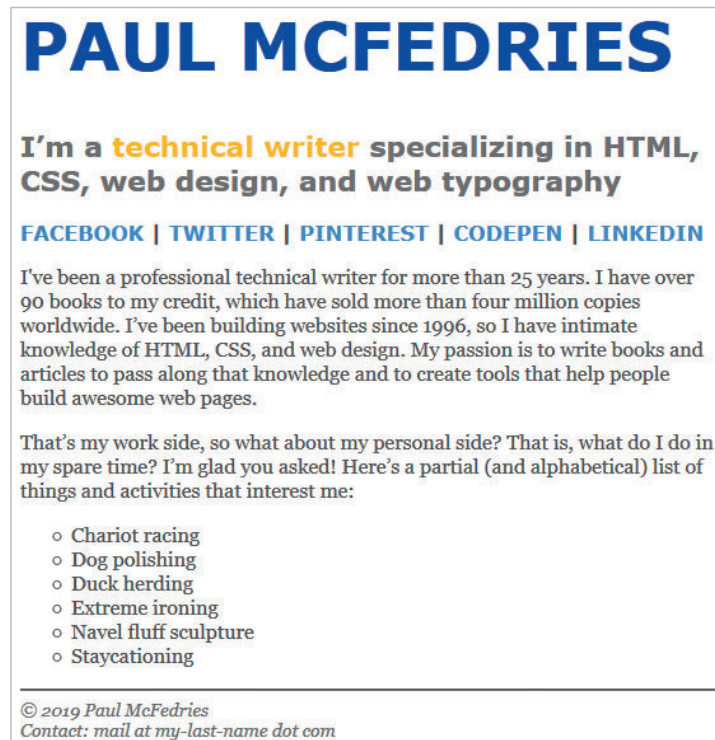 PAUL MCFEDRIES
I’m a technical writer specializing in HTML,
CSS, web design, and web typography
FACEBOOK | TWITTER | PINTEREST | CODEPEN | LINKEDIN
I've been a professional technical writer for more than 25 years. I have over
90 books to my credit, which have sold more than four million copies
worldwide. I’ve been building websites since 1996, so I have intimate
knowledge of HTML, CSS, and web design. My passion is to write books and
articles to pass along that knowledge and to create tools that help people
build awesome web pages.
That’s my work side, so what about my personal side? That is, what do I do in
my spare time? I’m glad you asked! Here’s a partial (and alphabetical) list of
things and activities that interest me:
Chariot racing
Dog polishing
Duck herding
Extreme ironing
Navel fluff sculpture
Staycationing
© 2019 Paul McFedries
Contact: mail at my-last-name dot com